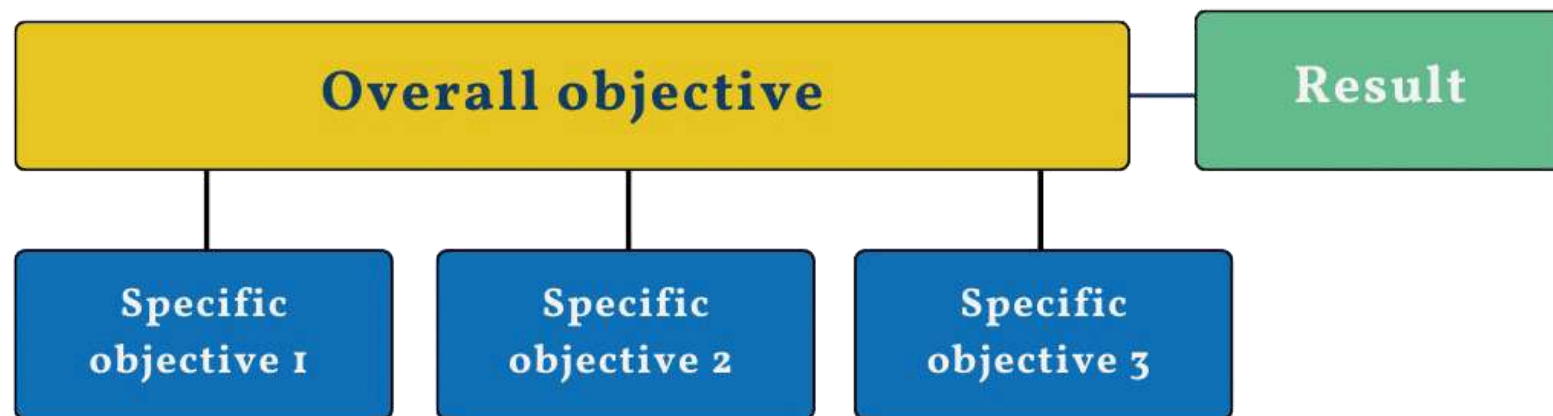 Overall objective
Result
Specific
objective 1
Specific
objective 2
Specific
objective 3